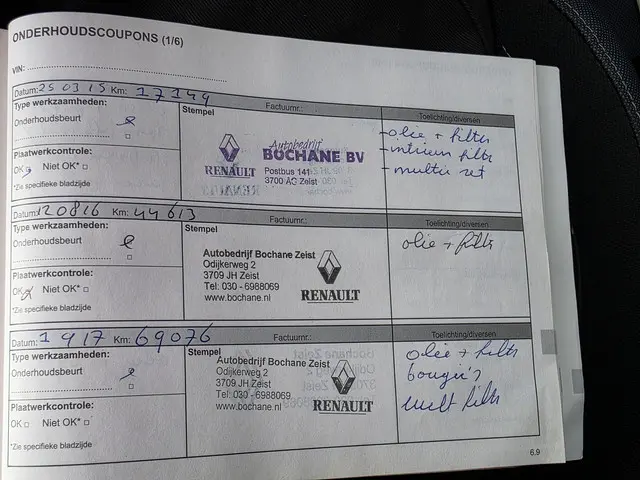 ONDERHOUDSCOUPONS (1/6)
VIN:
Datum: 25 03 15 Km: 17144
Factuurnr.:
Toelichting/diversen
Type werkzaamheden:
Onderhoudsbeurt
Plaatwerkcontrole:
OK Niet OK*
*Zie specifieke bladzijde
Stempel
RENAULT
Autobedrijf
BOCHANE BV
Postbus 141
3700 AC Zeist
- olie + filter
- interieur filter
- multie set
Datum: 120816 Km: 44613
Factuurnr.:
Toelichting/diversen
Type werkzaamheden:
Onderhoudsbeurt
Plaatwerkcontrole:
OK Niet OK*
*Zie specifieke bladzijde
Stempel
Autobedrijf Bochane Zeist
Odijkerweg 2
3709 JH Zeist
Tel: 030 - 6988069
www.bochane.nl
RENAULT
olie + filter
Datum: 1 9 17 Km: 69076
Factuurnr.:
Toelichting/diversen
Type werkzaamheden:
Onderhoudsbeurt
Plaatwerkcontrole:
OK Niet OK*
*Zie specifieke bladzijde
Stempel
Autobedrijf Bochane Zeist
Odijkerweg 2
3709 JH Zeist
Tel: 030 - 6988069
www.bochane.nl
RENAULT
olie + filter
bougie's
filter
6.9